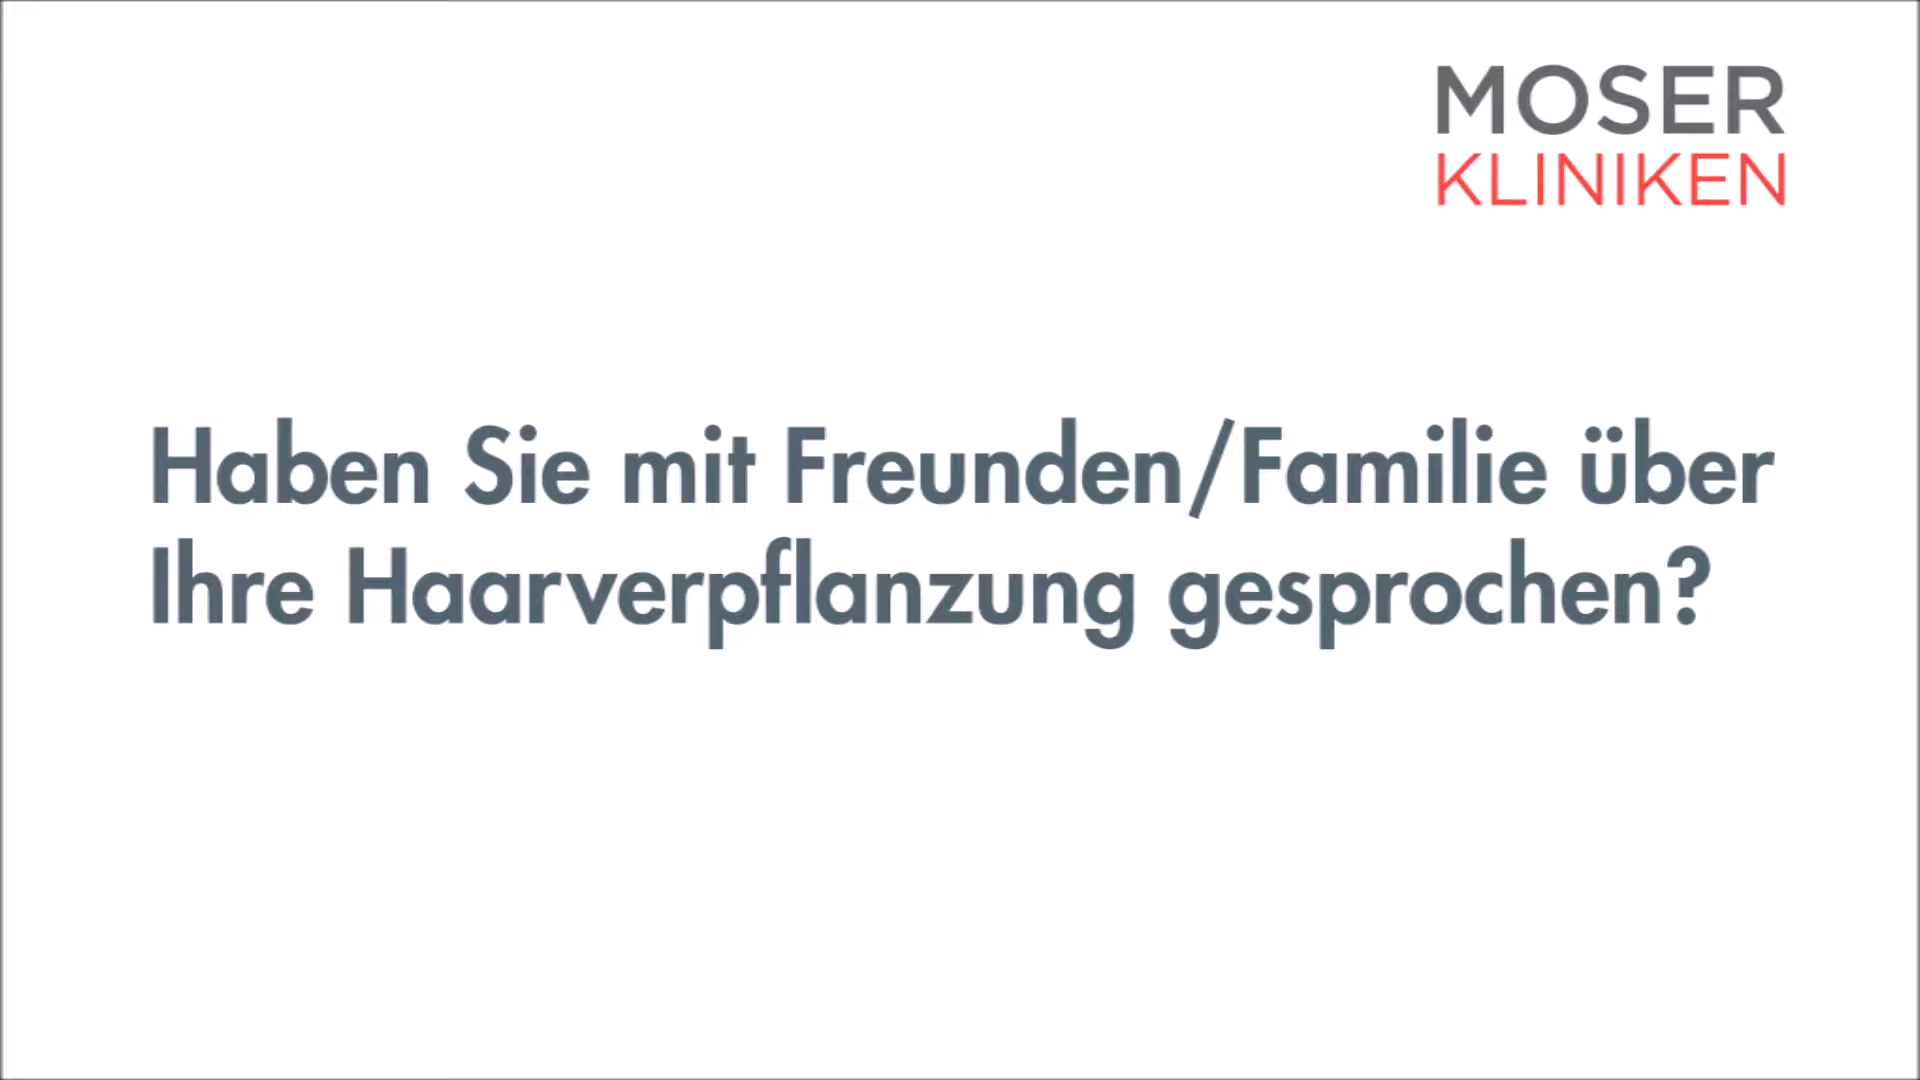 MOSER
KLINIKEN
Haben Sie mit Freunden/Familie über
Ihre Haarverpflanzung gesprochen?